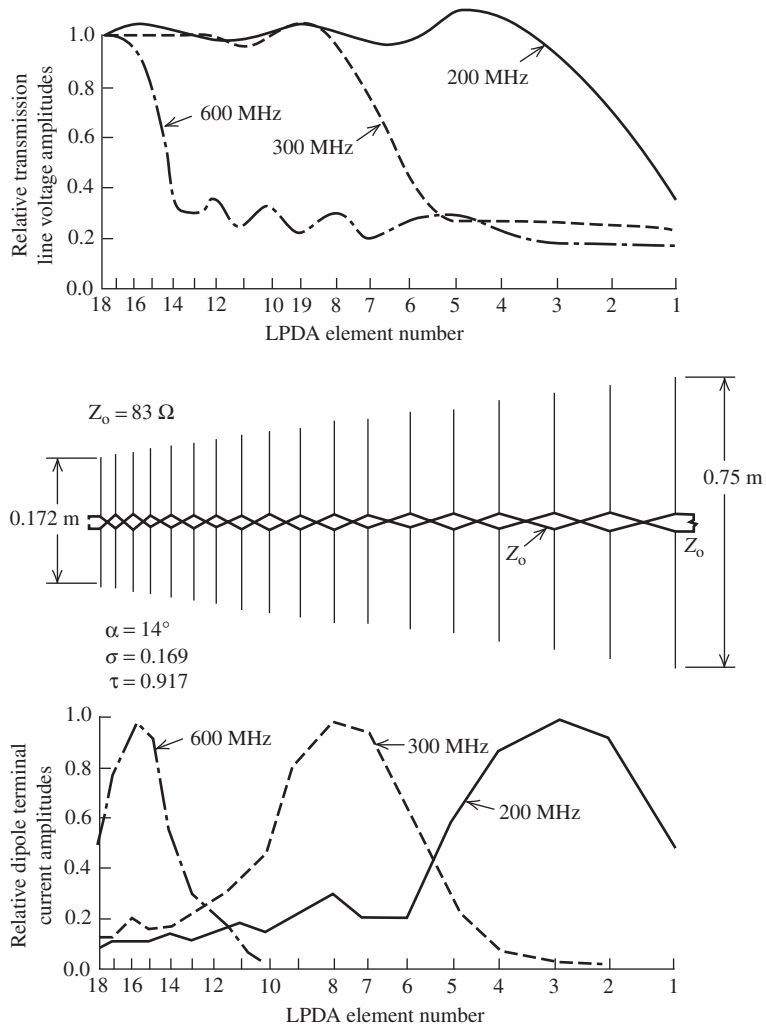 Relative transmission
line voltage amplitudes
1.0
0.8
0.6
0.4
0.2
0.0
600 MHz
300 MHz
200 MHz
18 16 14 12 10 19 8 7 6 5 4 3 2 1
LPDA element number
Zo = 83 Ω
0.172 m
0.75 m
Zo
Zo
α = 14°
σ = 0.169
τ = 0.917
Relative dipole terminal
current amplitudes
1.0
0.8
0.6
0.4
0.2
0.0
600 MHz
300 MHz
200 MHz
18 16 14 12 10 8 7 6 5 4 3 2 1
LPDA element number